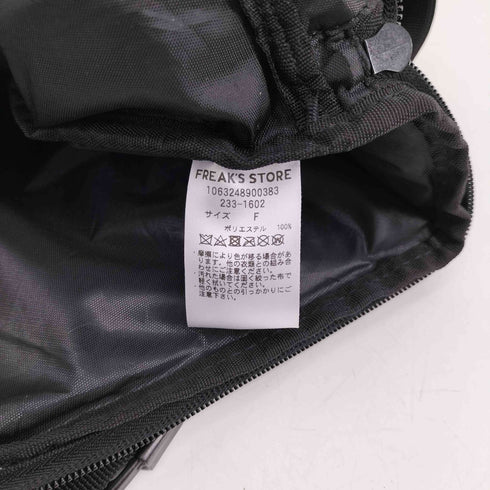 FREAK'S STORE
1063248900383
233-1602
サイズ F
ポリエステル 100%
・摩擦により色が移る場合があ
ります。他の衣類との組み合
わせにご注意ください。
・汚れた場合は固く絞った布で
軽く拭いてください。
・他のものとの引っかかりにご
注意下さい。